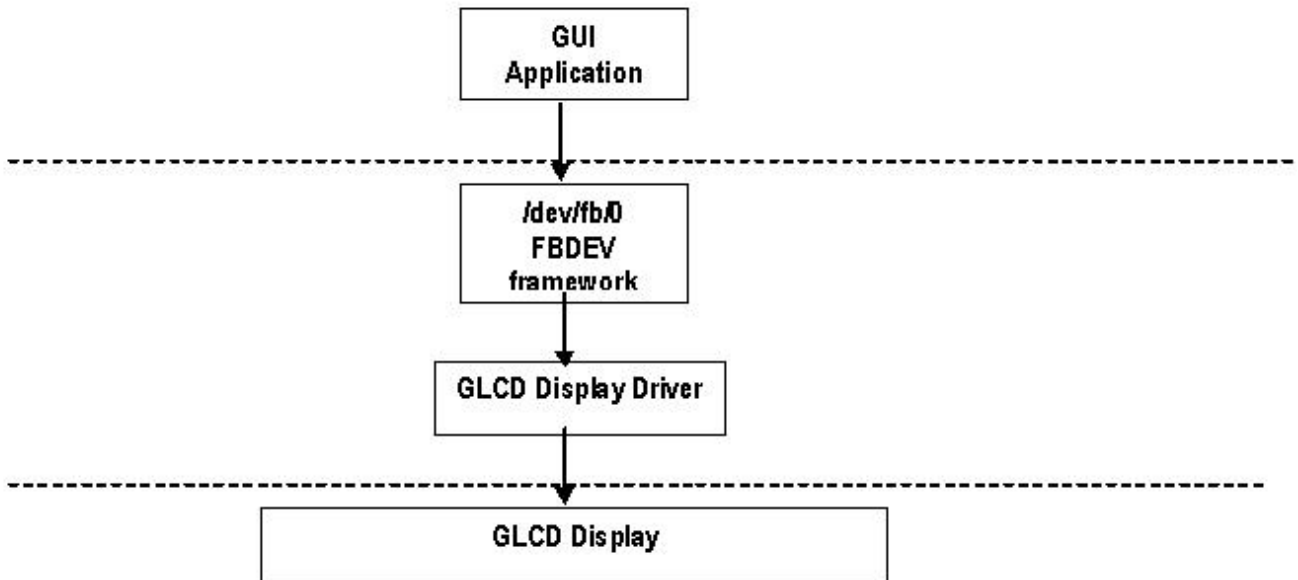 GUI
Application
/dev/fb/0
FBDEV
framework
GLCD Display Driver
GLCD Display